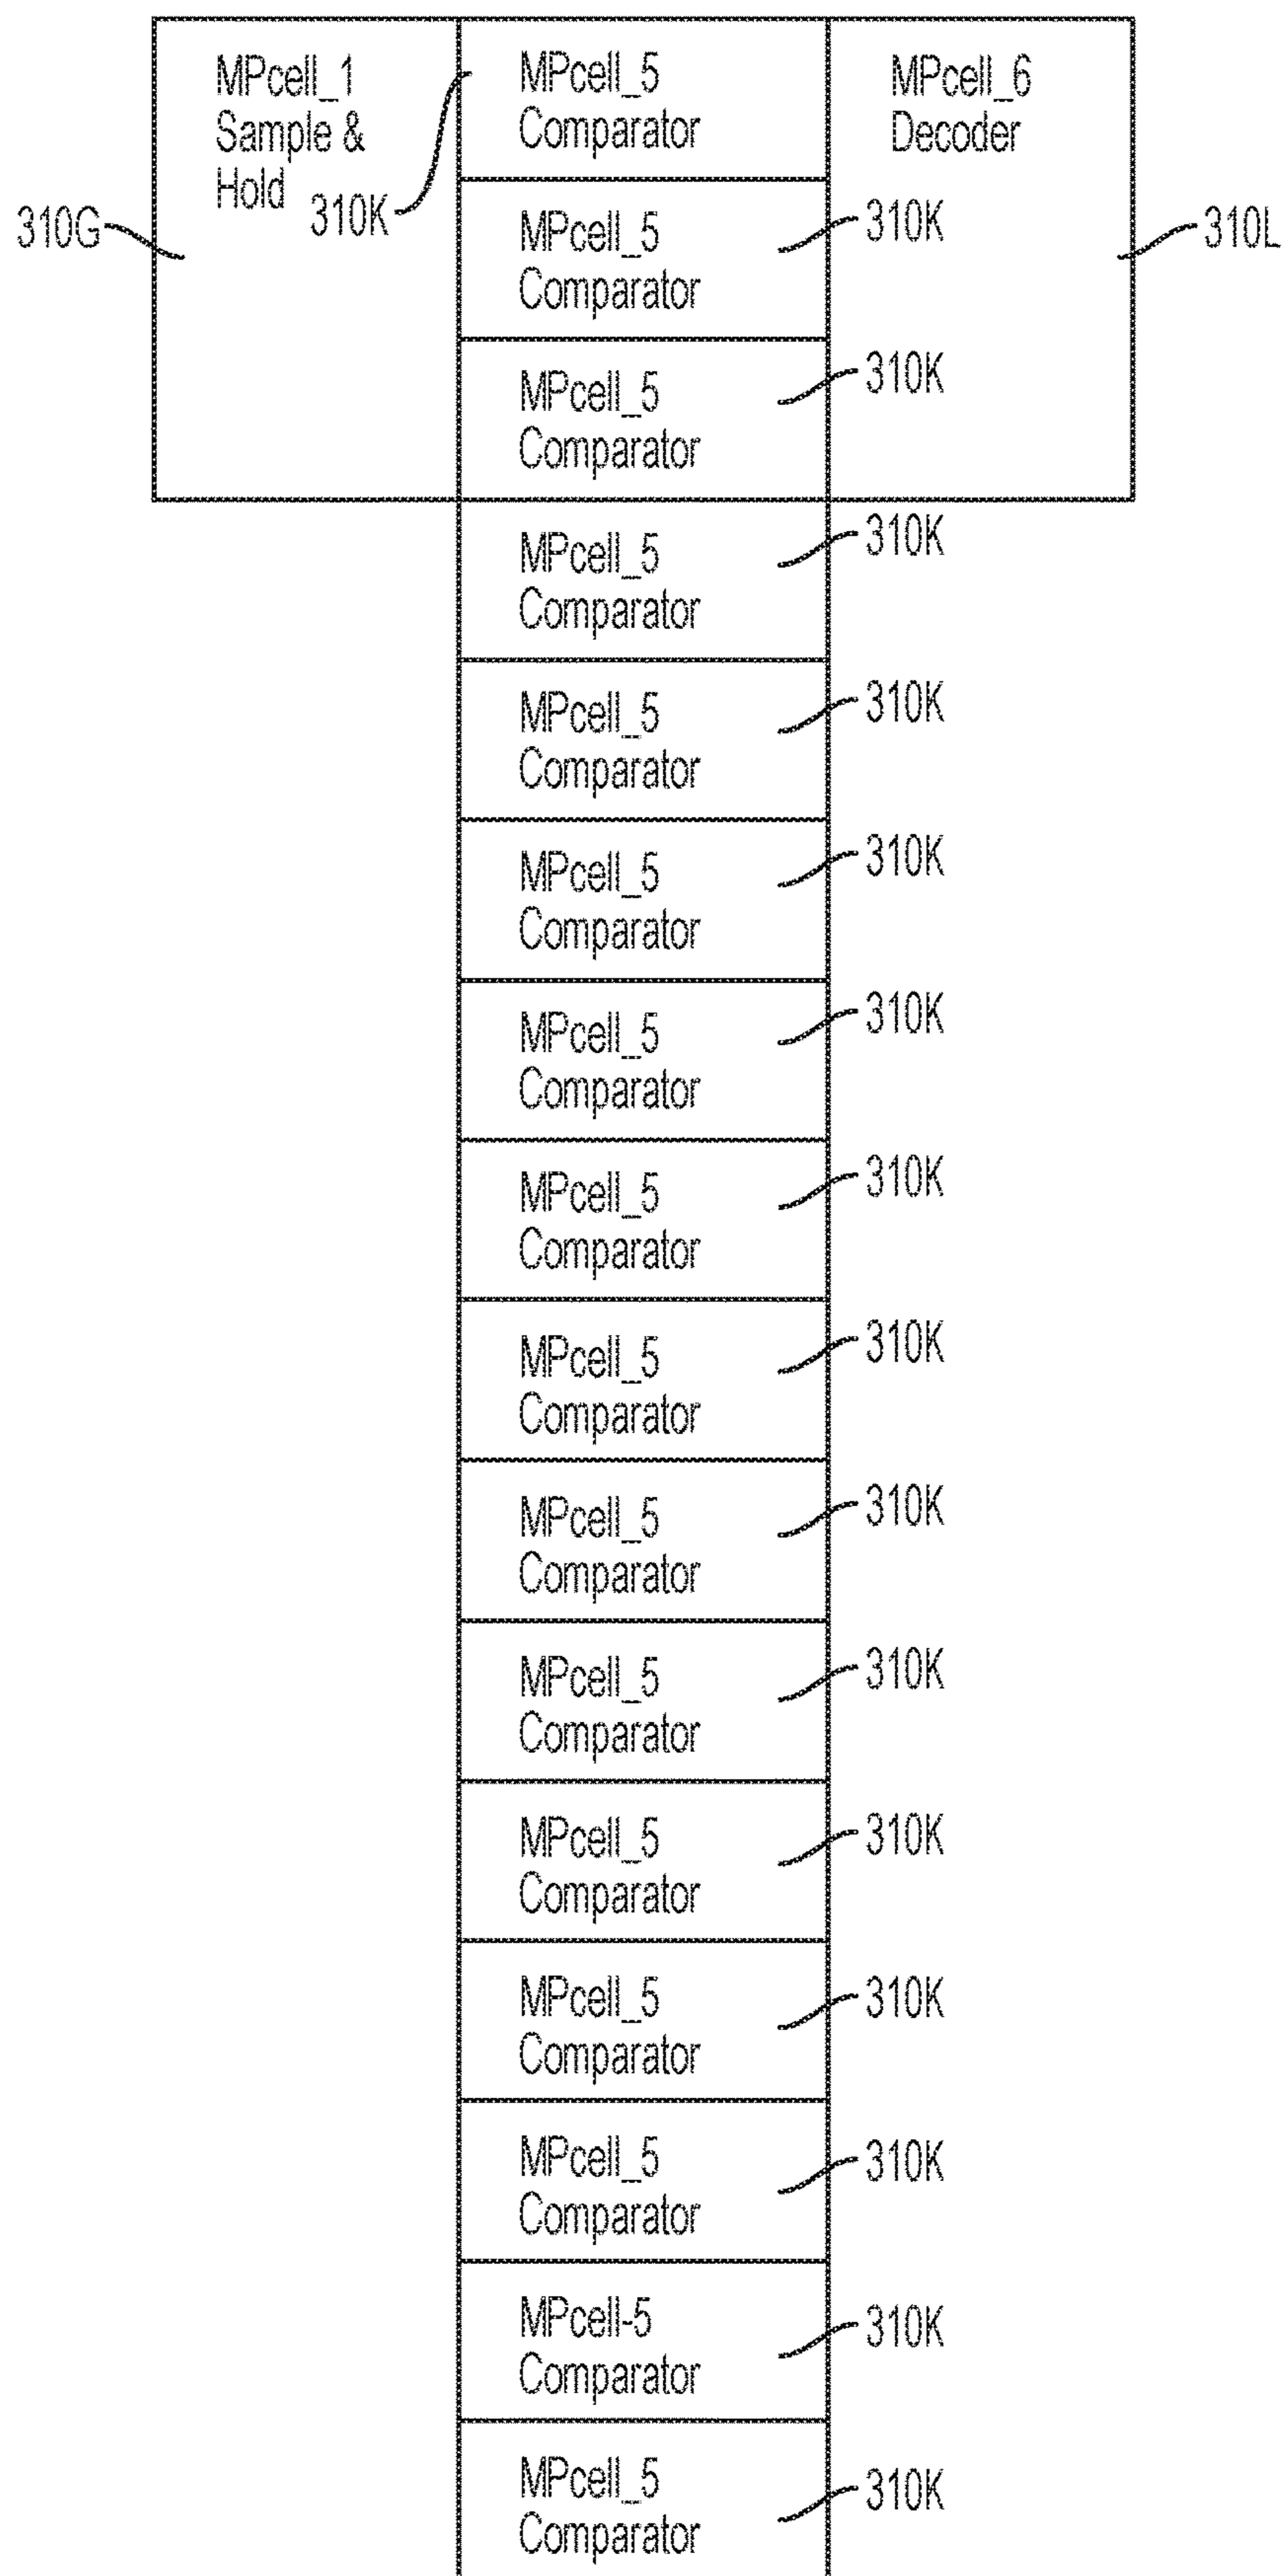 MPcell_1
Sample &
Hold
310G
310K
MPcell_5
Comparator
MPcell_6
Decoder
310L
MPcell_5
Comparator
310K
MPcell_5
Comparator
310K
MPcell_5
Comparator
310K
MPcell_5
Comparator
310K
MPcell_5
Comparator
310K
MPcell_5
Comparator
310K
MPcell_5
Comparator
310K
MPcell_5
Comparator
310K
MPcell_5
Comparator
310K
MPcell_5
Comparator
310K
MPcell_5
Comparator
310K
MPcell_5
Comparator
310K
MPcell_5
Comparator
310K
MPcell-5
Comparator
310K
MPcell_5
Comparator
310K